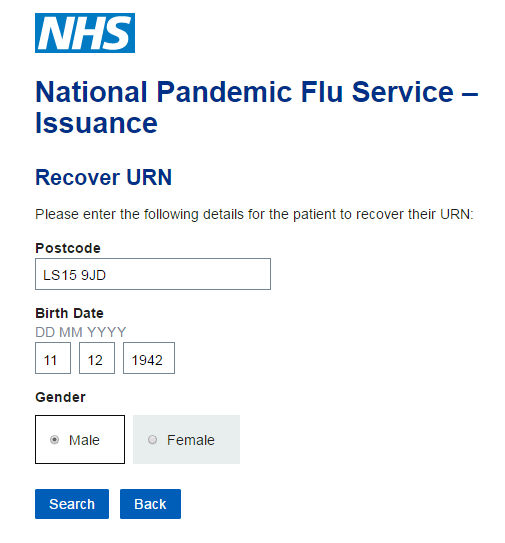 NHS
National Pandemic Flu Service –
Issuance
Recover URN
Please enter the following details for the patient to recover their URN:
Postcode
LS15 9JD
Birth Date
DD MM YYYY
11 12 1942
Gender
Male Female
Search Back